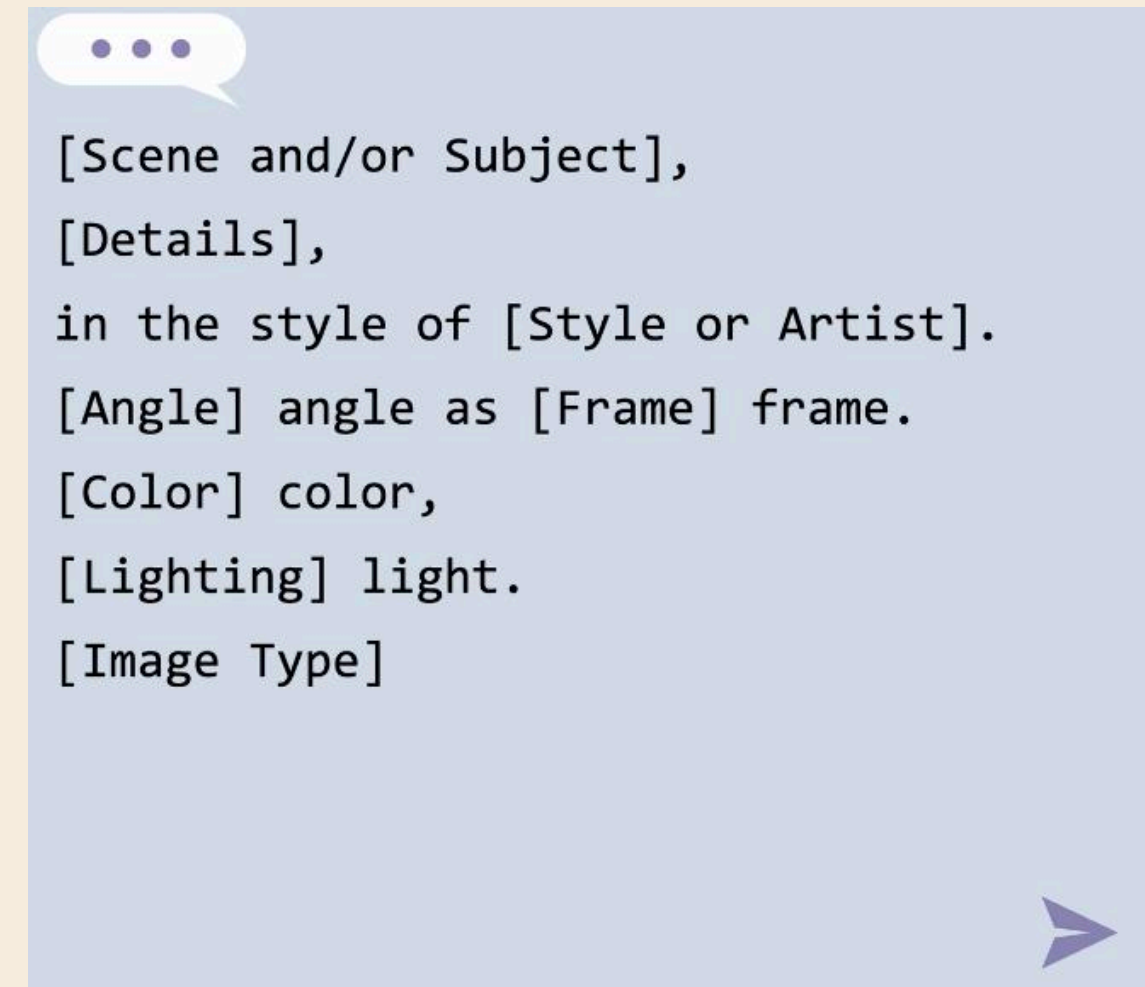 [Scene and/or Subject],
[Details],
in the style of [Style or Artist].
[Angle] angle as [Frame] frame.
[Color] color,
[Lighting] light.
[Image Type]